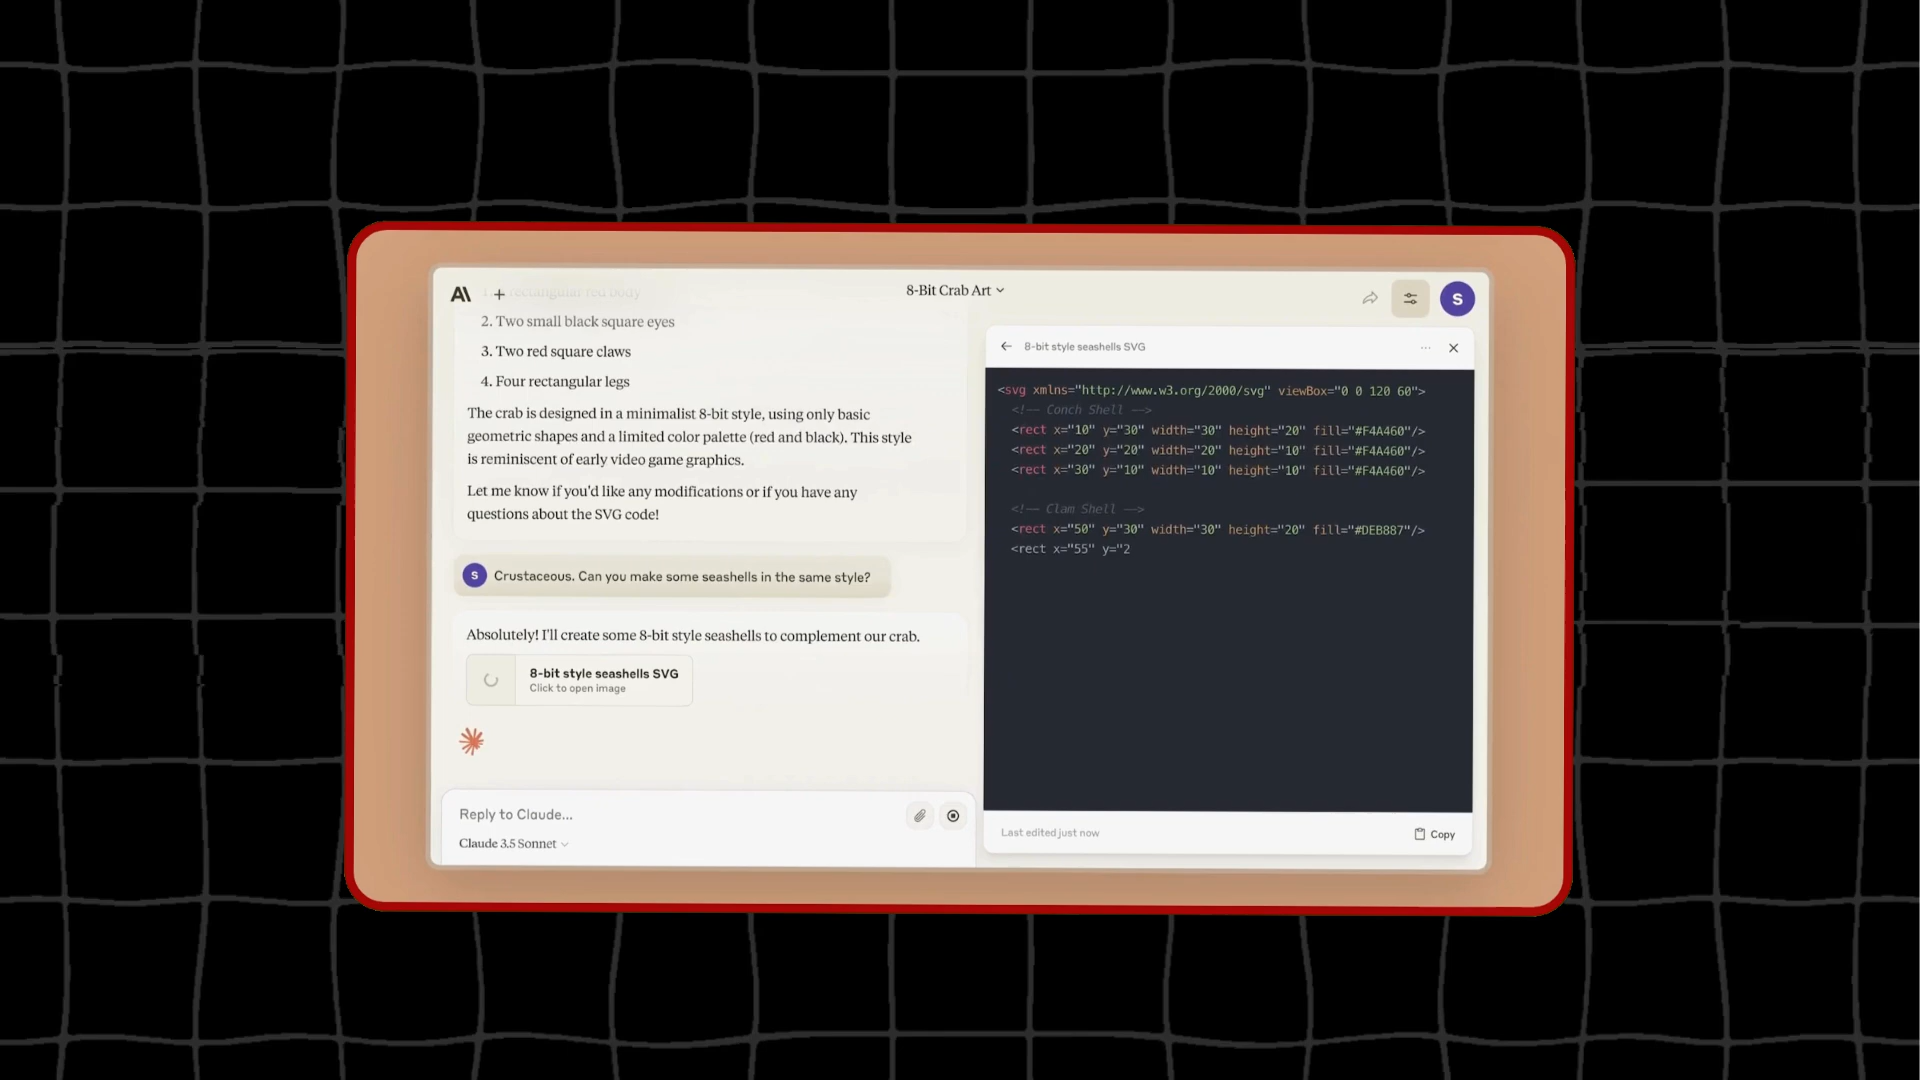 8-Bit Crab Art
S
1. A rectangular red body
2. Two small black square eyes
3. Two red square claws
4. Four rectangular legs
The crab is designed in a minimalist 8-bit style, using only basic
geometric shapes and a limited color palette (red and black). This style
is reminiscent of early video game graphics.
Let me know if you'd like any modifications or if you have any
questions about the SVG code!
S
Crustaceous. Can you make some seashells in the same style?
Absolutely! I'll create some 8-bit style seashells to complement our crab.
8-bit style seashells SVG
Click to open image
Reply to Claude...
Claude 3.5 Sonnet
8-bit style seashells SVG
<svg xmlns="http://www.w3.org/2000/svg" viewBox="0 0 120 60">
<!-- Conch Shell -->
<rect x="10" y="30" width="30" height="20" fill="#F4A460"/>
<rect x="20" y="20" width="20" height="10" fill="#F4A460"/>
<rect x="30" y="10" width="10" height="10" fill="#F4A460"/>
<!-- Clam Shell -->
<rect x="50" y="30" width="30" height="20" fill="#DEB887"/>
<rect x="55" y="2
Last edited just now
Copy